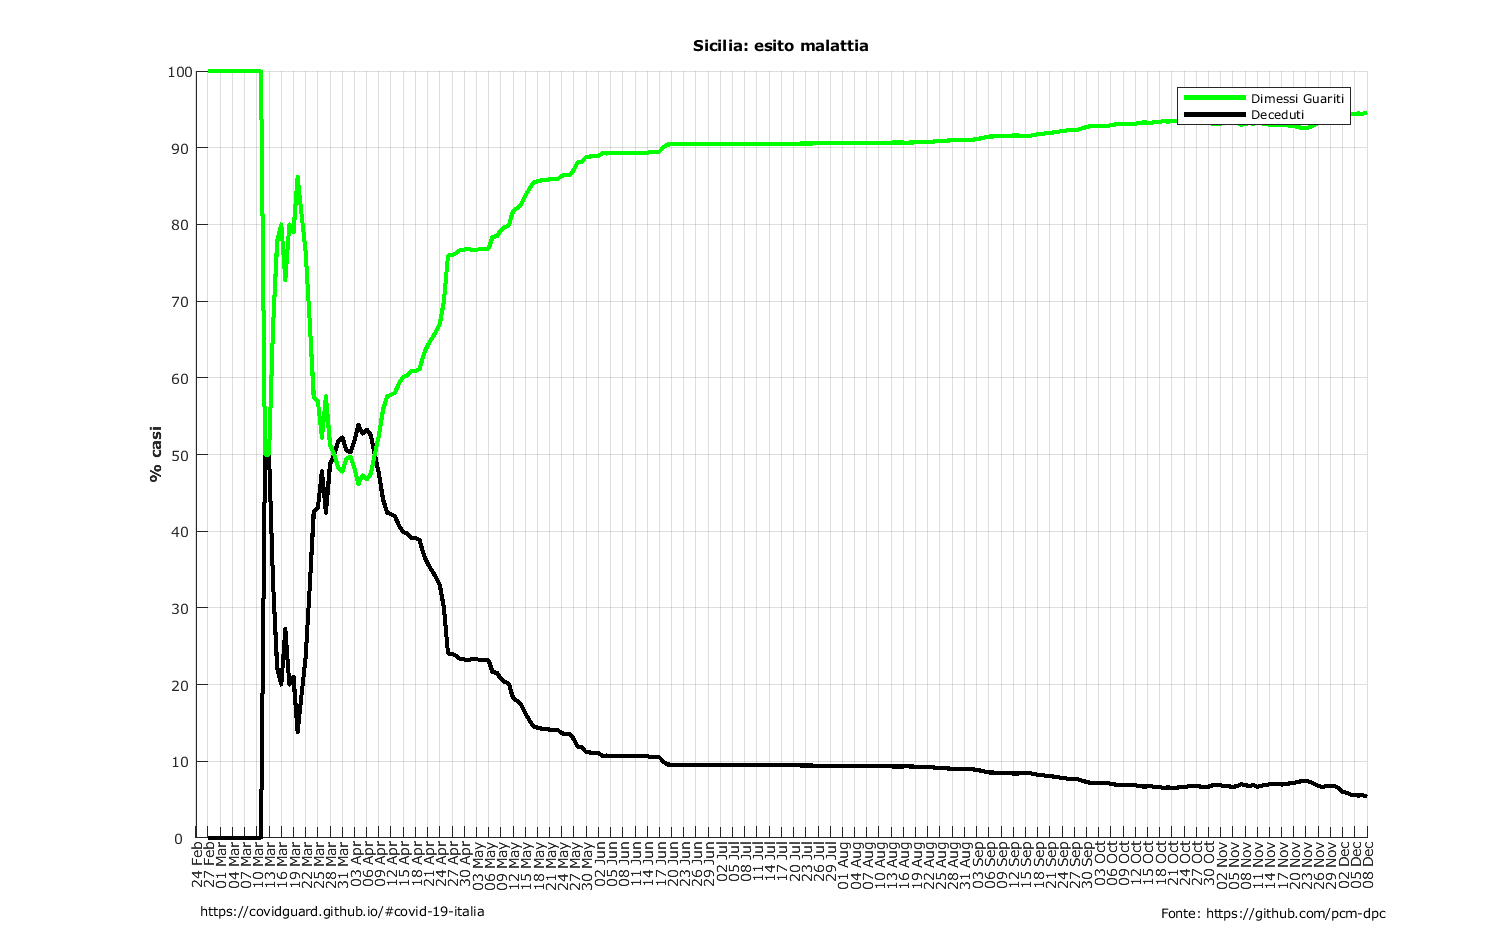 Sicilia: esito malattia
100
90
80
70
60
50
40
30
20
10
0
% casi
Dimessi Guariti
Deceduti
24 Feb
27 Feb
01 Mar
04 Mar
07 Mar
10 Mar
13 Mar
16 Mar
19 Mar
22 Mar
25 Mar
28 Mar
31 Mar
03 Apr
06 Apr
09 Apr
12 Apr
15 Apr
18 Apr
21 Apr
24 Apr
27 Apr
30 Apr
03 May
06 May
09 May
12 May
15 May
18 May
21 May
24 May
27 May
30 May
02 Jun
05 Jun
08 Jun
11 Jun
14 Jun
17 Jun
20 Jun
23 Jun
26 Jun
29 Jun
02 Jul
05 Jul
08 Jul
11 Jul
14 Jul
17 Jul
20 Jul
23 Jul
26 Jul
29 Jul
01 Aug
04 Aug
07 Aug
10 Aug
13 Aug
16 Aug
19 Aug
22 Aug
25 Aug
28 Aug
31 Aug
03 Sep
06 Sep
09 Sep
12 Sep
15 Sep
18 Sep
21 Sep
24 Sep
27 Sep
30 Sep
03 Oct
06 Oct
09 Oct
12 Oct
15 Oct
18 Oct
21 Oct
24 Oct
27 Oct
30 Oct
02 Nov
05 Nov
08 Nov
11 Nov
14 Nov
17 Nov
20 Nov
23 Nov
26 Nov
29 Nov
02 Dec
05 Dec
08 Dec
https://covidguard.github.io/#covid-19-italia
Fonte: https://github.com/pcm-dpc